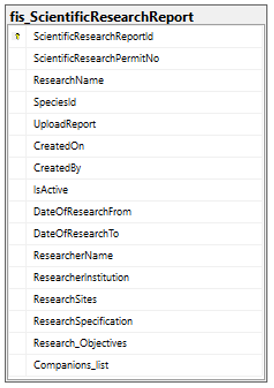 fis_ScientificResearchReport
ScientificResearchReportId
ScientificResearchPermitNo
ResearchName
SpeciesId
UploadReport
CreatedOn
CreatedBy
IsActive
DateOfResearchFrom
DateOfResearchTo
ResearcherName
ResearcherInstitution
ResearchSites
ResearchSpecification
Research_Objectives
Companions_list